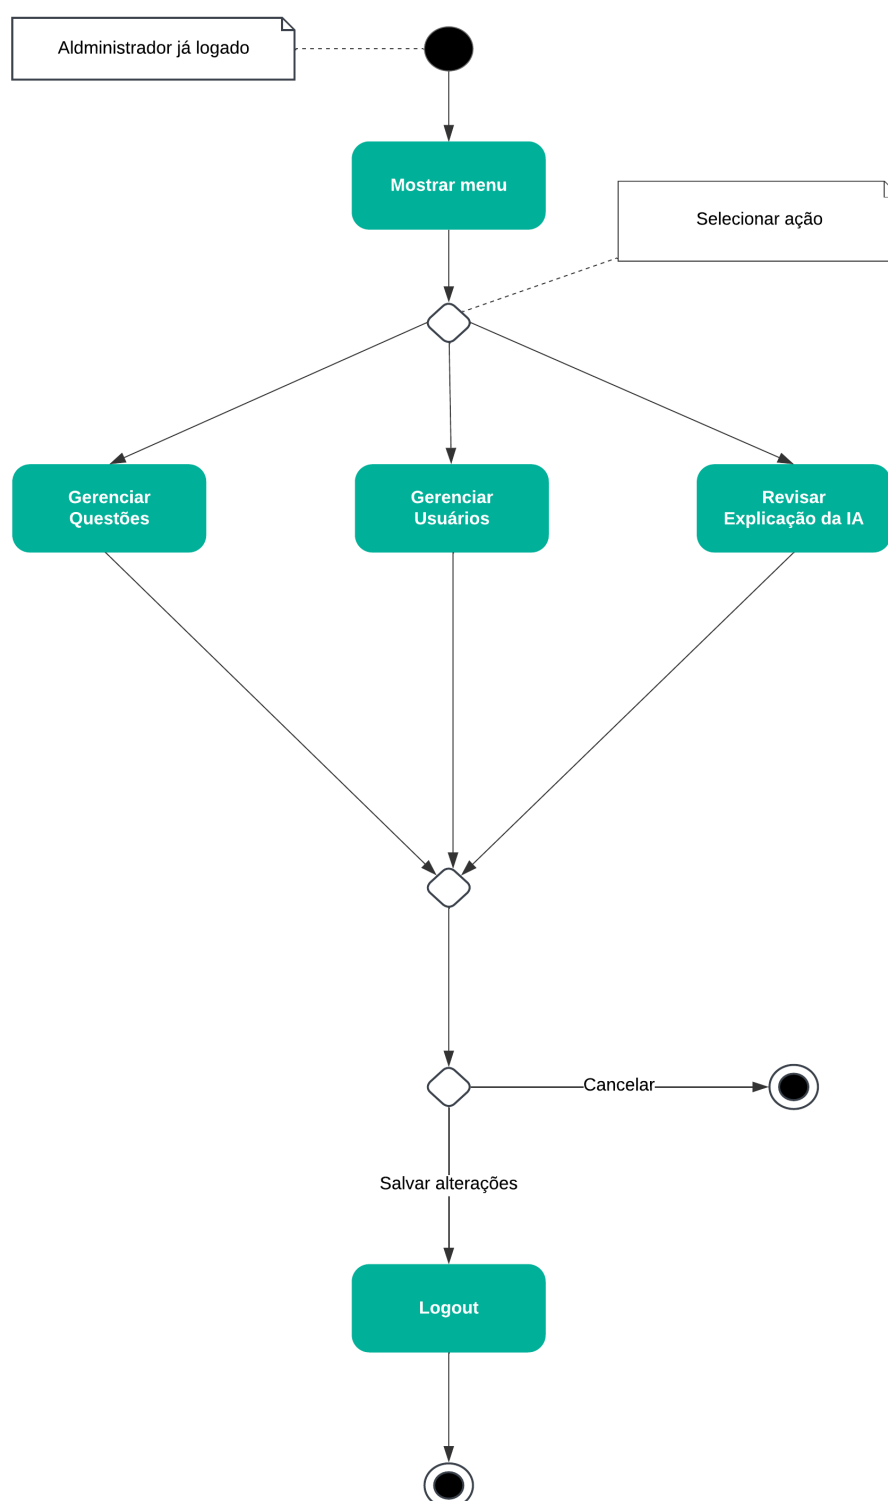 Aldministrador já logado
Mostrar menu
Selecionar ação
Gerenciar
Questões
Gerenciar
Usuários
Revisar
Explicação da IA
Cancelar
Salvar alterações
Logout